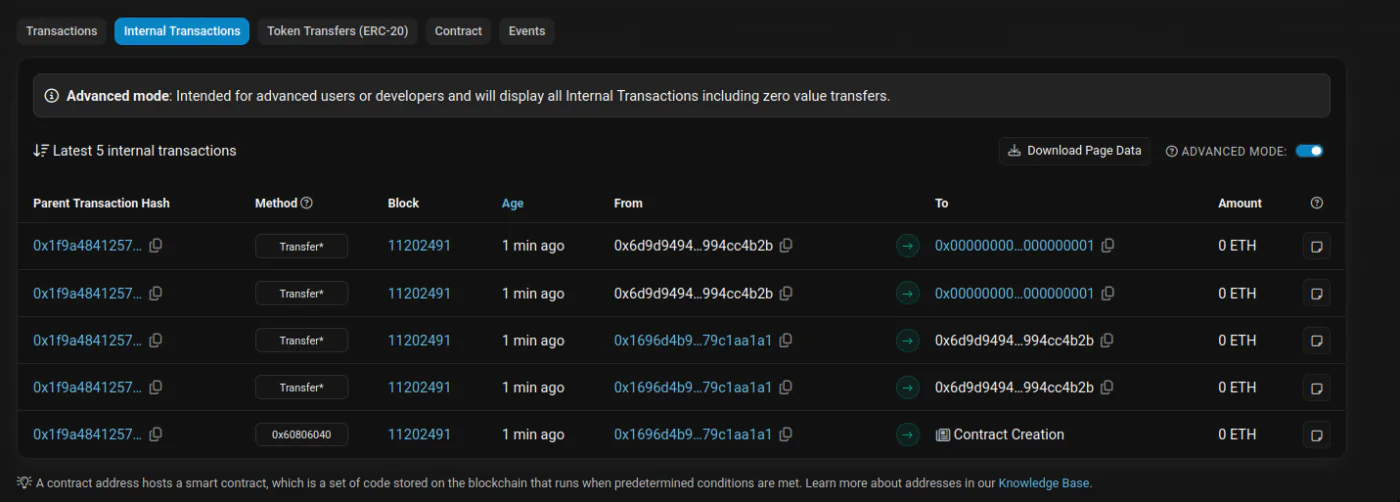 Transactions Internal Transactions Token Transfers (ERC-20) Contract Events
Advanced mode: Intended for advanced users or developers and will display all Internal Transactions including zero value transfers.
Latest 5 internal transactions Download Page Data ADVANCED MODE:
Parent Transaction Hash Method Block Age From To Amount
0x1f9a4841257... Transfer* 11202491 1 min ago 0x6d9d9494...994cc4b2b 0x00000000...000000001 0 ETH
0x1f9a4841257... Transfer* 11202491 1 min ago 0x6d9d9494...994cc4b2b 0x00000000...000000001 0 ETH
0x1f9a4841257... Transfer* 11202491 1 min ago 0x1696d4b9...79c1aa1a1 0x6d9d9494...994cc4b2b 0 ETH
0x1f9a4841257... Transfer* 11202491 1 min ago 0x1696d4b9...79c1aa1a1 0x6d9d9494...994cc4b2b 0 ETH
0x1f9a4841257... 0x60806040 11202491 1 min ago 0x1696d4b9...79c1aa1a1 Contract Creation 0 ETH
A contract address hosts a smart contract, which is a set of code stored on the blockchain that runs when predetermined conditions are met. Learn more about addresses in our Knowledge Base.